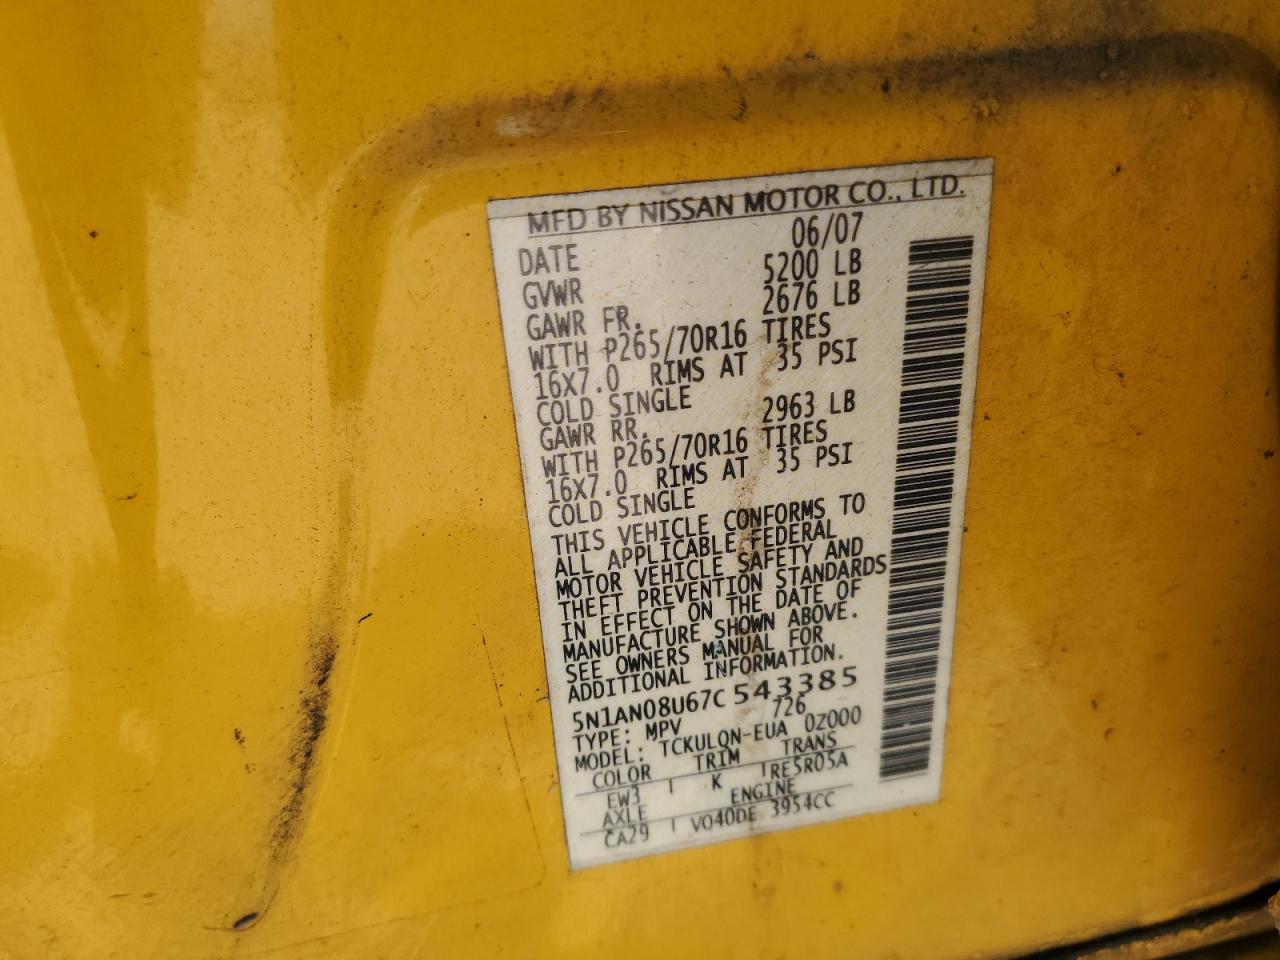 MFD BY NISSAN MOTOR CO., LTD.
DATE 06/07
GVWR 5200 LB
GAWR FR. 2676 LB
WITH P265/70R16 TIRES
16X7.0 RIMS AT 35 PSI
COLD SINGLE
GAWR RR. 2963 LB
WITH P265/70R16 TIRES
16X7.0 RIMS AT 35 PSI
COLD SINGLE
THIS VEHICLE CONFORMS TO
ALL APPLICABLE FEDERAL
MOTOR VEHICLE SAFETY AND
THEFT PREVENTION STANDARDS
IN EFFECT ON THE DATE OF
MANUFACTURE SHOWN ABOVE.
SEE OWNERS MANUAL FOR
ADDITIONAL INFORMATION.
5N1AN08U67C 543385
TYPE: MPV 726
MODEL: TCKULQN-EUA 0Z000
COLOR TRIM TRANS
EW3 K RE5R05A
AXLE ENGINE
CA29 VQ40DE 3954CC